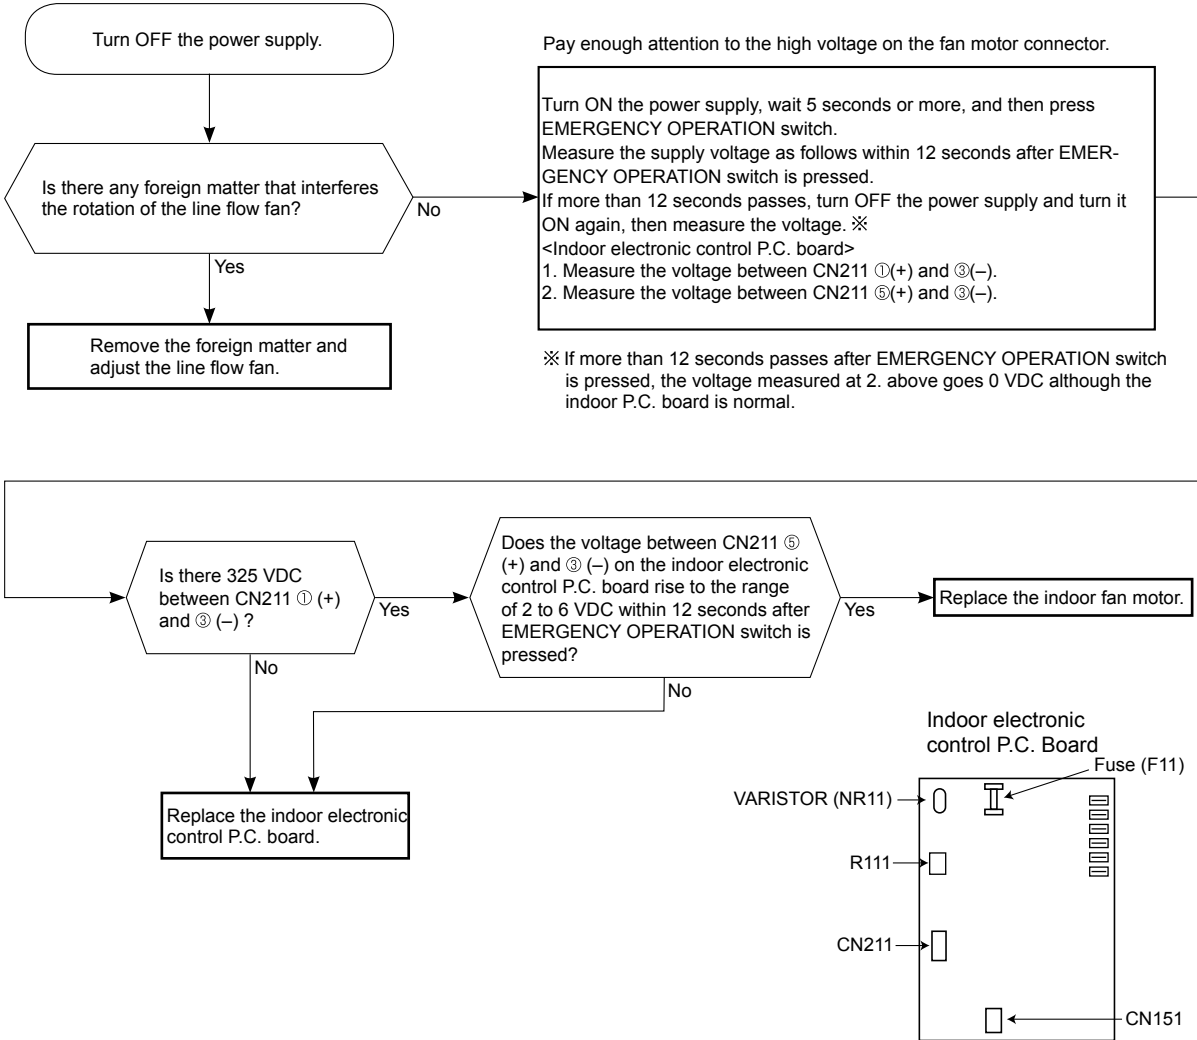 Turn OFF the power supply.
Is there any foreign matter that interferes
the rotation of the line flow fan?
No
Yes
Remove the foreign matter and
adjust the line flow fan.
Pay enough attention to the high voltage on the fan motor connector.
Turn ON the power supply, wait 5 seconds or more, and then press
EMERGENCY OPERATION switch.
Measure the supply voltage as follows within 12 seconds after EMER-
GENCY OPERATION switch is pressed.
If more than 12 seconds passes, turn OFF the power supply and turn it
ON again, then measure the voltage. ※
<Indoor electronic control P.C. board>
1. Measure the voltage between CN211 ①(+) and ③(–).
2. Measure the voltage between CN211 ⑤(+) and ③(–).
※ If more than 12 seconds passes after EMERGENCY OPERATION switch
is pressed, the voltage measured at 2. above goes 0 VDC although the
indoor P.C. board is normal.
Is there 325 VDC
between CN211 ① (+)
and ③ (–) ?
Yes
No
Does the voltage between CN211 ⑤
(+) and ③ (–) on the indoor electronic
control P.C. board rise to the range
of 2 to 6 VDC within 12 seconds after
EMERGENCY OPERATION switch is
pressed?
Yes
No
Replace the indoor fan motor.
Replace the indoor electronic
control P.C. board.
Indoor electronic
control P.C. Board
Fuse (F11)
VARISTOR (NR11)
R111
CN211
CN151